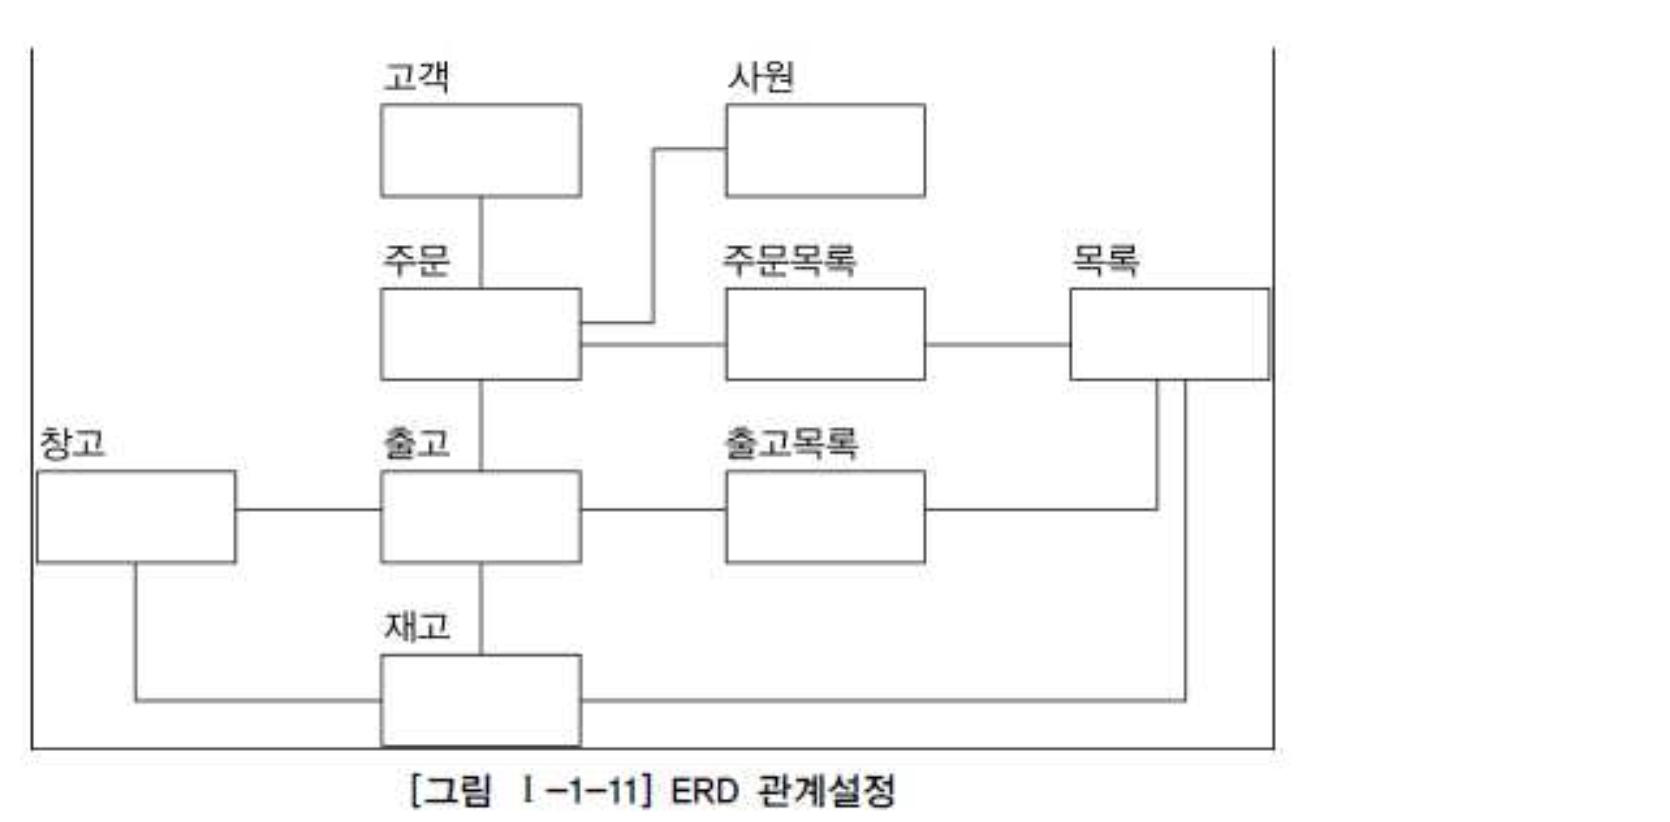 고객 사원
주문 주문목록 목록
창고 출고 출고목록
재고
[그림 Ⅰ-1-11] ERD 관계설정